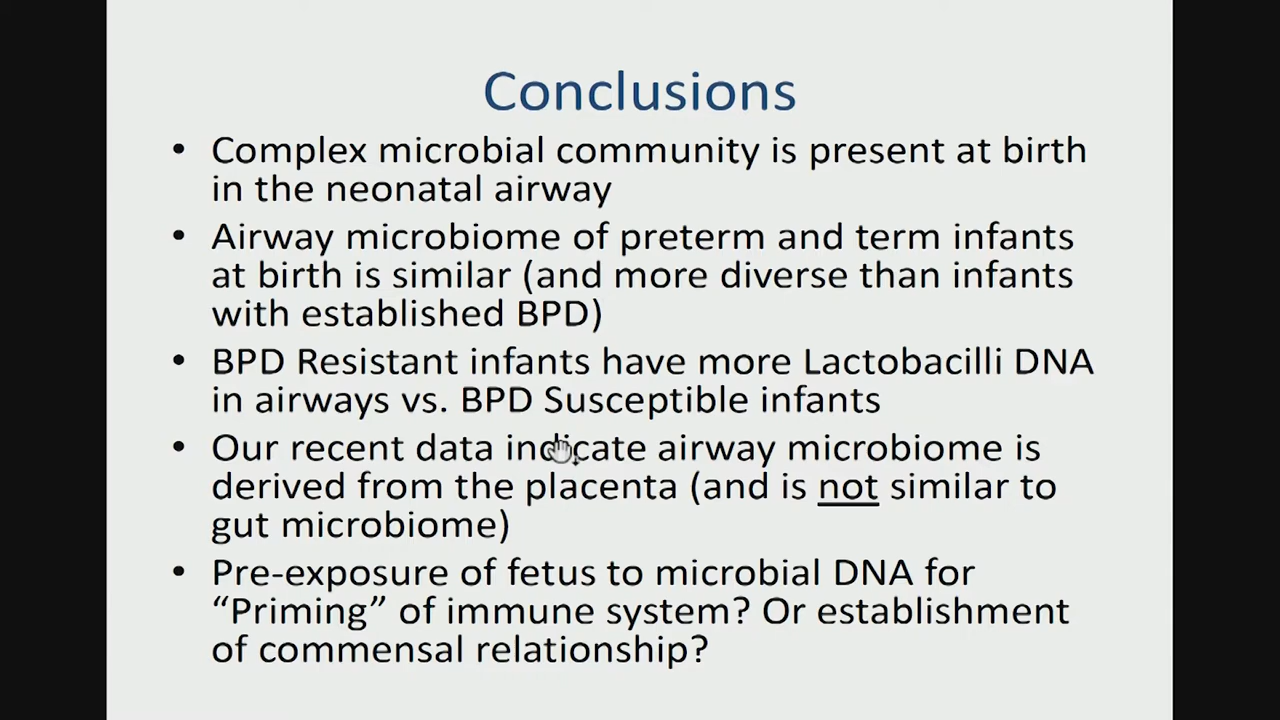 Conclusions
• Complex microbial community is present at birth
in the neonatal airway
• Airway microbiome of preterm and term infants
at birth is similar (and more diverse than infants
with established BPD)
• BPD Resistant infants have more Lactobacilli DNA
in airways vs. BPD Susceptible infants
• Our recent data indicate airway microbiome is
derived from the placenta (and is not similar to
gut microbiome)
• Pre-exposure of fetus to microbial DNA for
“Priming” of immune system? Or establishment
of commensal relationship?